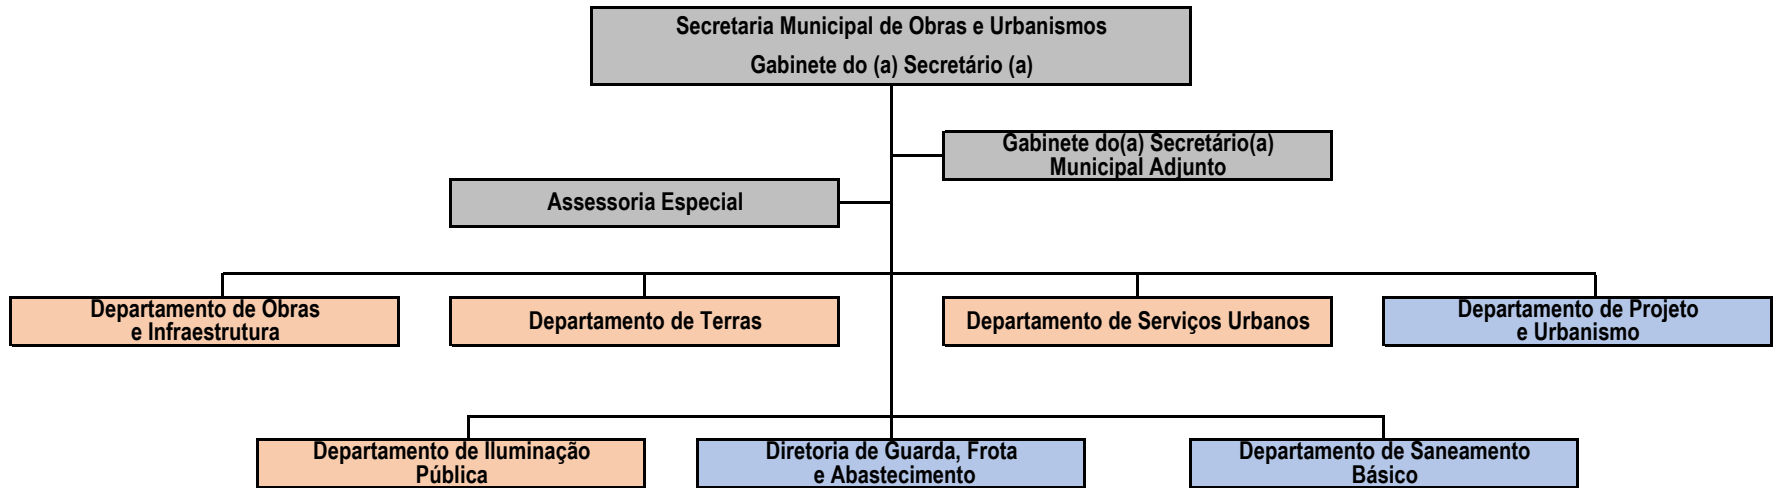 Secretaria Municipal de Obras e Urbanismos
Gabinete do (a) Secretário (a)
Gabinete do(a) Secretário(a)
Municipal Adjunto
Assessoria Especial
Departamento de Obras
e Infraestrutura
Departamento de Terras
Departamento de Serviços Urbanos
Departamento de Projeto
e Urbanismo
Departamento de Iluminação
Pública
Diretoria de Guarda, Frota
e Abastecimento
Departamento de Saneamento
Básico